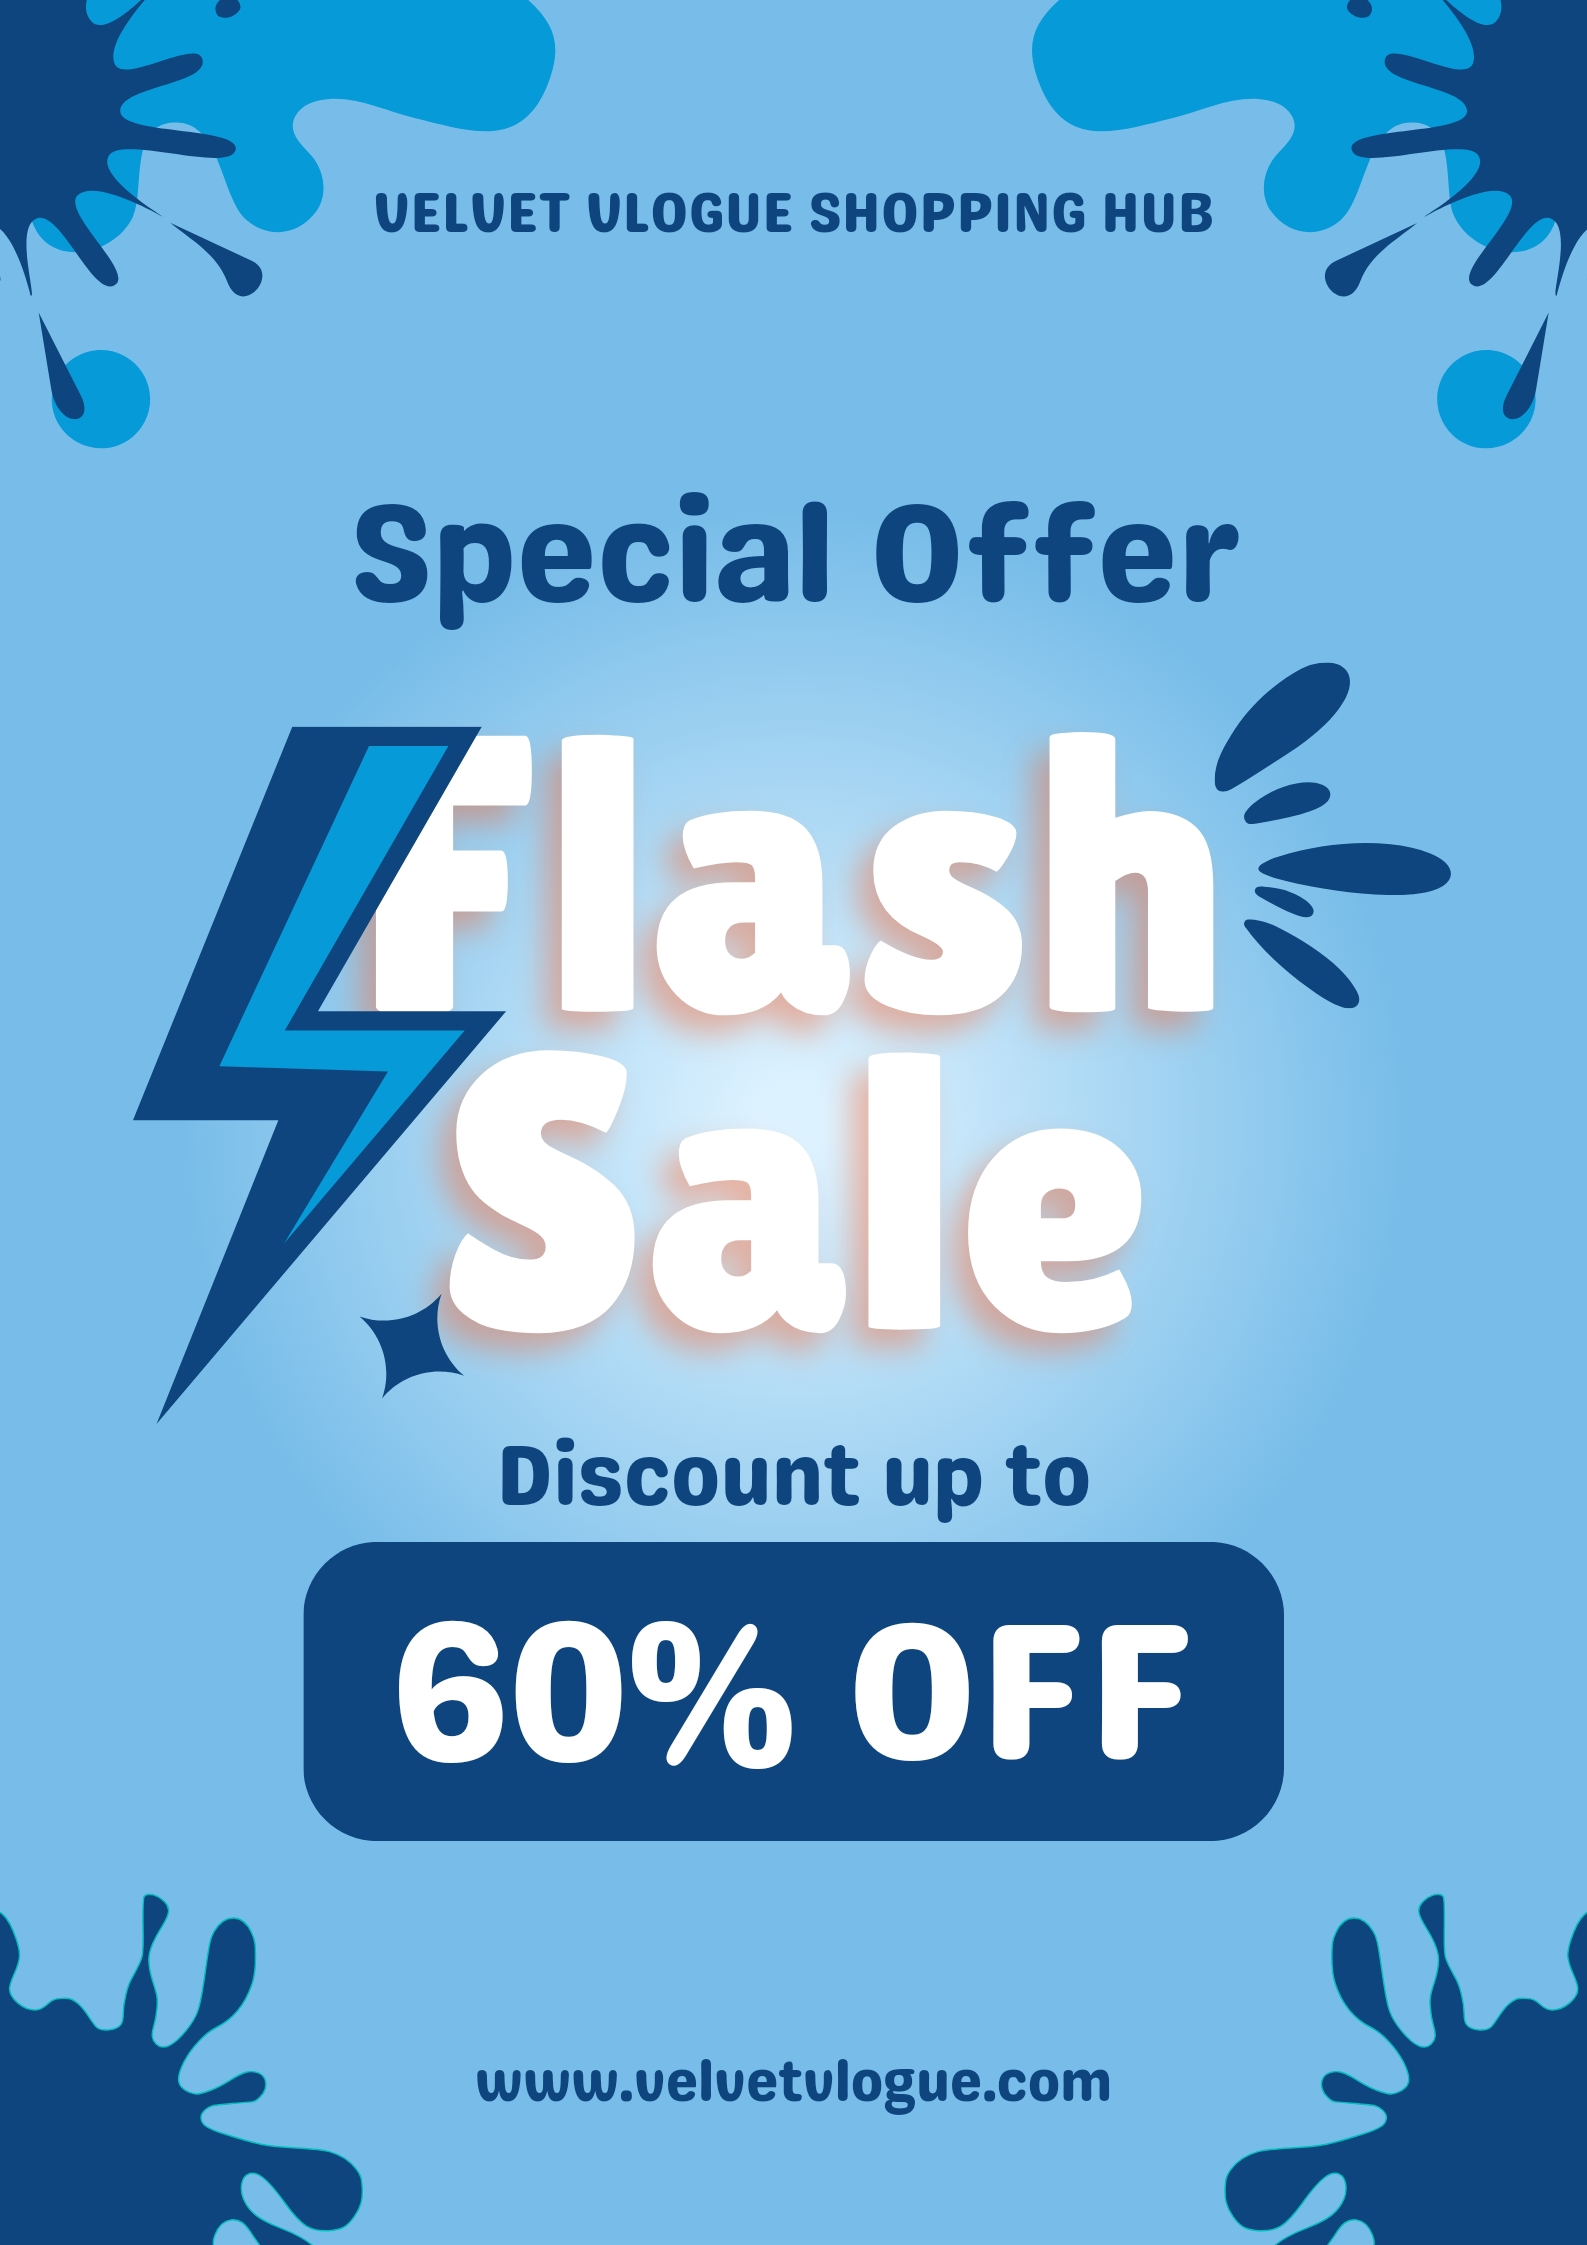 VELVET VLOGUE SHOPPING HUB
Special Offer
Flash
Sale
Discount up to
60% OFF
www.velvetvlogue.com